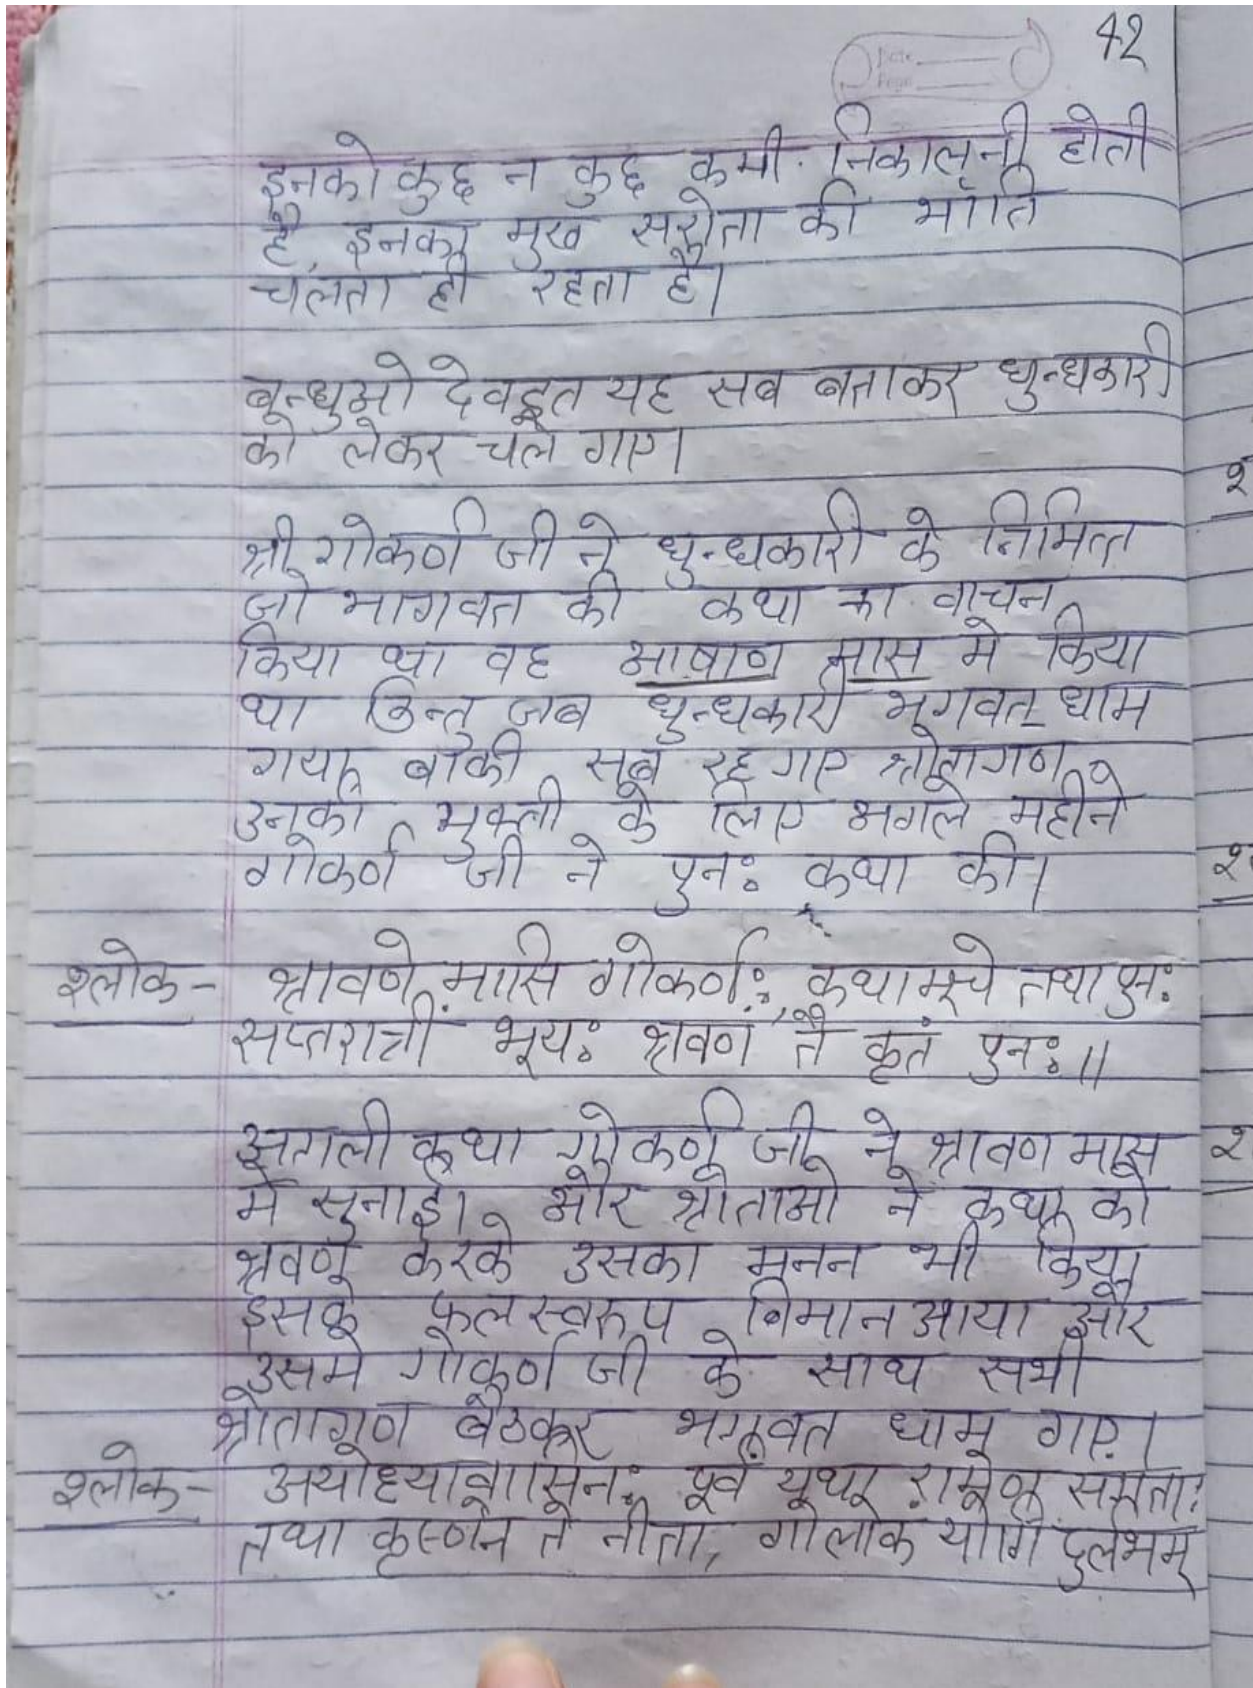 42
Date
Page
इनको कुछ न कुछ कमी निकालनी होती
है, इनका मुख सरोता की भाँति
चलता ही रहता है।
बन्धुओ देवदूत यह सब बताकर धुन्धकारी
को लेकर चले गए।
श्री गोकर्ण जी ने धुन्धकारी के निमित्त
जो भागवत की कथा का वाचन
किया था वह आषाण मास मे किया
था किन्तु जब धुन्धकारी भगवत् धाम
गया, बाकी सब रह गए श्रोतागण
उनकी मुक्ती के लिए अगले महीने
गोकर्ण जी ने पुनः कथा की।
श्लोक- श्रावणे मासि गोकर्णः कथामूचे तथा पुनः
सप्तरात्री भूयः श्रवणं तै कृतं पुनः॥
अगली कथा गोकर्ण जी ने श्रावण मास
में सुनाई। और श्रोताओ ने कथा को
श्रवण करके उसका मनन भी किया
इसके फलस्वरूप विमान आया और
उसमे गोकर्ण जी के साथ सभी
श्रोतागण बैठकर भगवत धाम गए।
श्लोक- अयोध्यावासिनः पूर्वं यथा रामेण
तथा कृष्णेन ते नीता, गोलोकं योगि दुर्लभम्